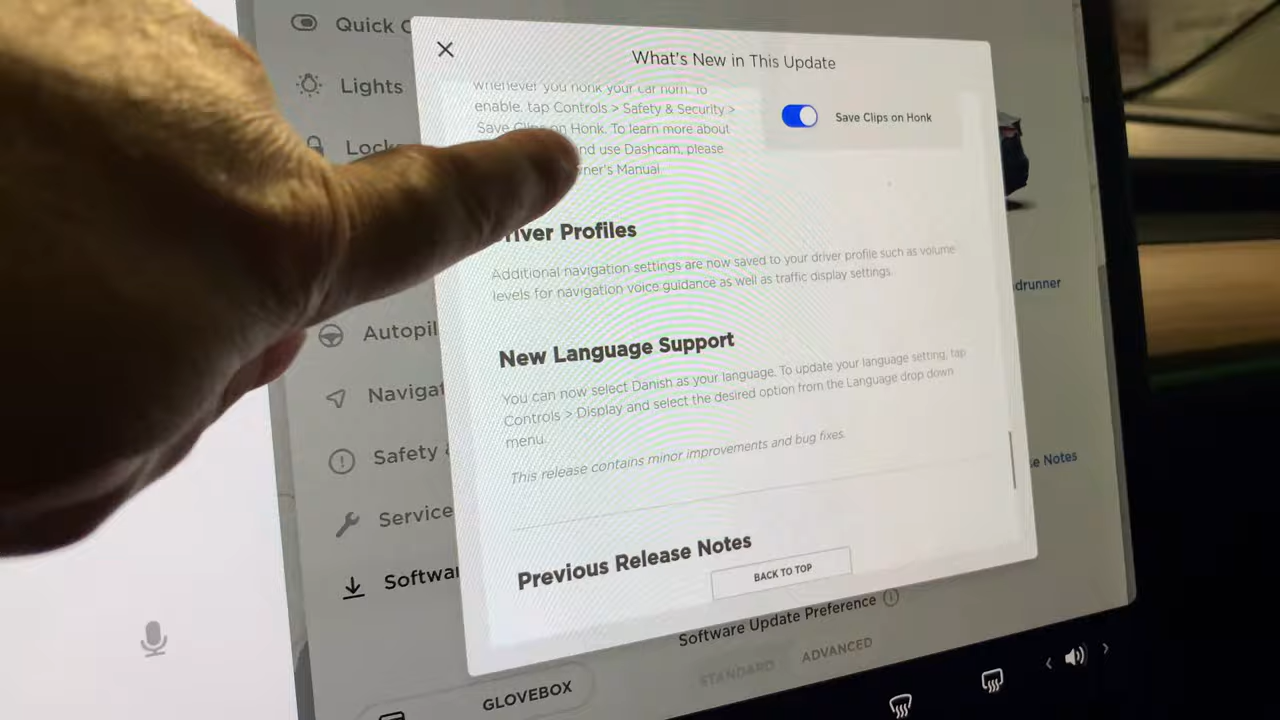 Quick
What's New in This Update
whenever you honk your car horn. To
enable, tap Controls > Safety & Security >
Save Clips on Honk. To learn more about
and use Dashcam, please
Owner's Manual
Save Clips on Honk
Lights
Locks
Driver Profiles
Additional navigation settings are now saved to your driver profile such as volume
levels for navigation voice guidance as well as traffic display settings.
drunner
Autopil
New Language Support
You can now select Danish as your language. To update your language setting, tap
Controls > Display and select the desired option from the Language drop down
menu.
Navigat
This release contains minor improvements and bug fixes.
Safety &
e Notes
Service
Previous Release Notes
BACK TO TOP
Softwar
Software Update Preference
STANDARD
ADVANCED
GLOVEBOX